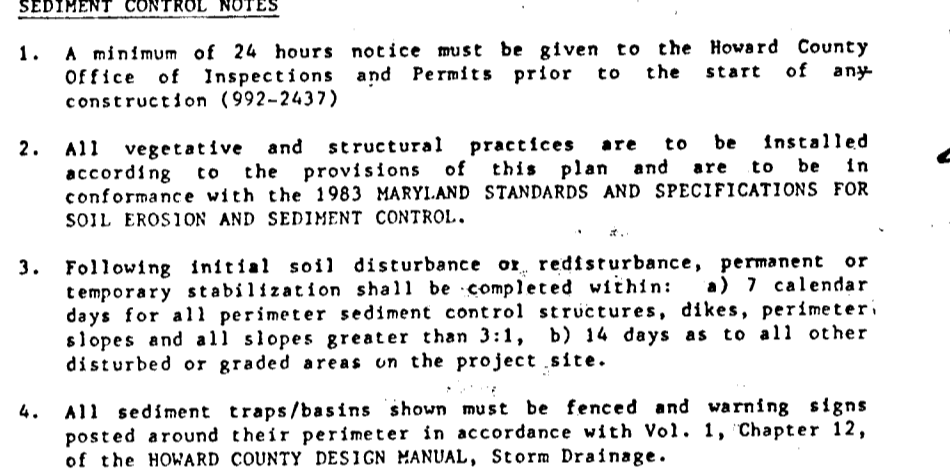 SEDIMENT CONTROL NOTES
1. A minimum of 24 hours notice must be given to the Howard County
Office of Inspections and Permits prior to the start of any
construction (992-2437)
2. All vegetative and structural practices are to be installed
according to the provisions of this plan and are to be in
conformance with the 1983 MARYLAND STANDARDS AND SPECIFICATIONS FOR
SOIL EROSION AND SEDIMENT CONTROL.
3. Following initial soil disturbance or redisturbance, permanent or
temporary stabilization shall be completed within: a) 7 calendar
days for all perimeter sediment control structures, dikes, perimeter
slopes and all slopes greater than 3:1, b) 14 days as to all other
disturbed or graded areas on the project site.
4. All sediment traps/basins shown must be fenced and warning signs
posted around their perimeter in accordance with Vol. 1, Chapter 12,
of the HOWARD COUNTY DESIGN MANUAL, Storm Drainage.